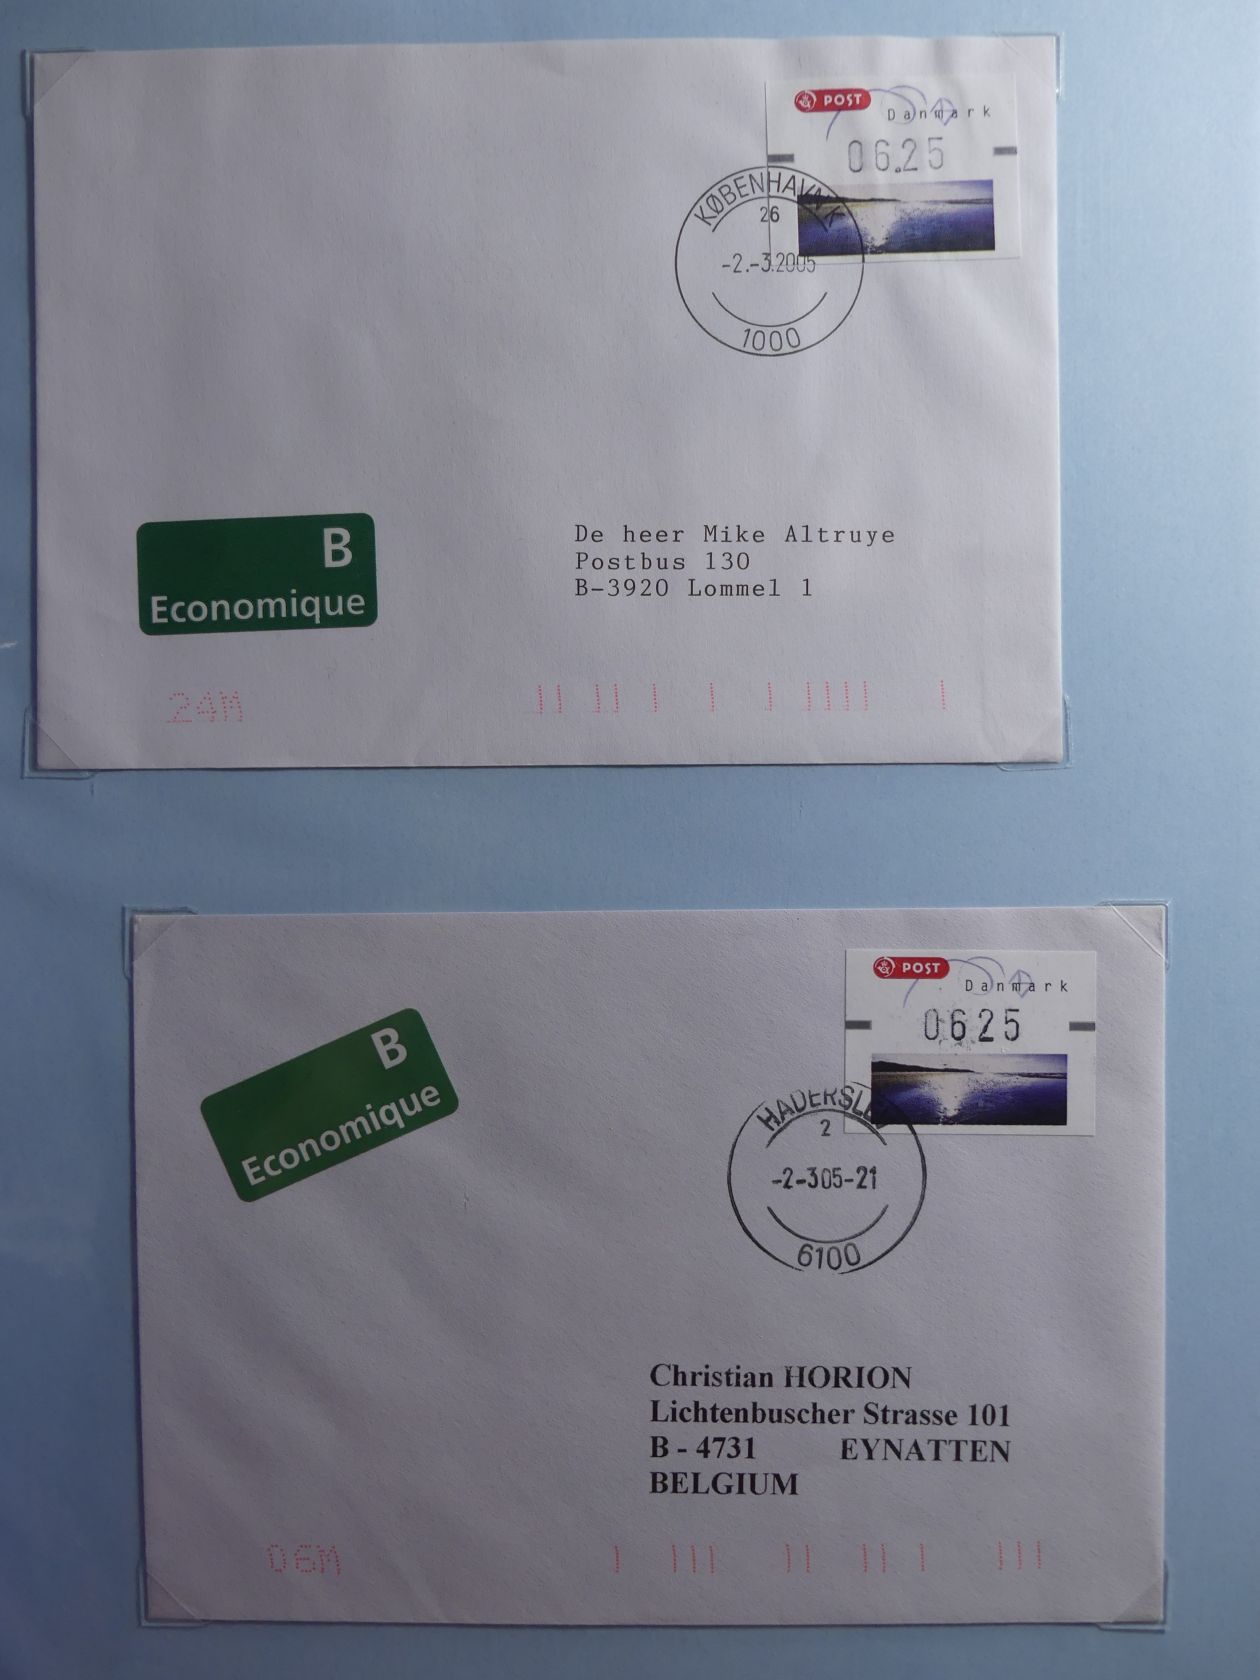 POST
Danmark
06.25
KØBENHAVN K
26
-2.-3.2005
1000
De heer Mike Altruye
Postbus 130
B-3920 Lommel 1
B
Economique
24M
POST
Danmark
0625
HADERSLEV
2
-2-305-21
6100
B
Economique
Christian HORION
Lichtenbuscher Strasse 101
B - 4731 EYNATTEN
BELGIUM
06M